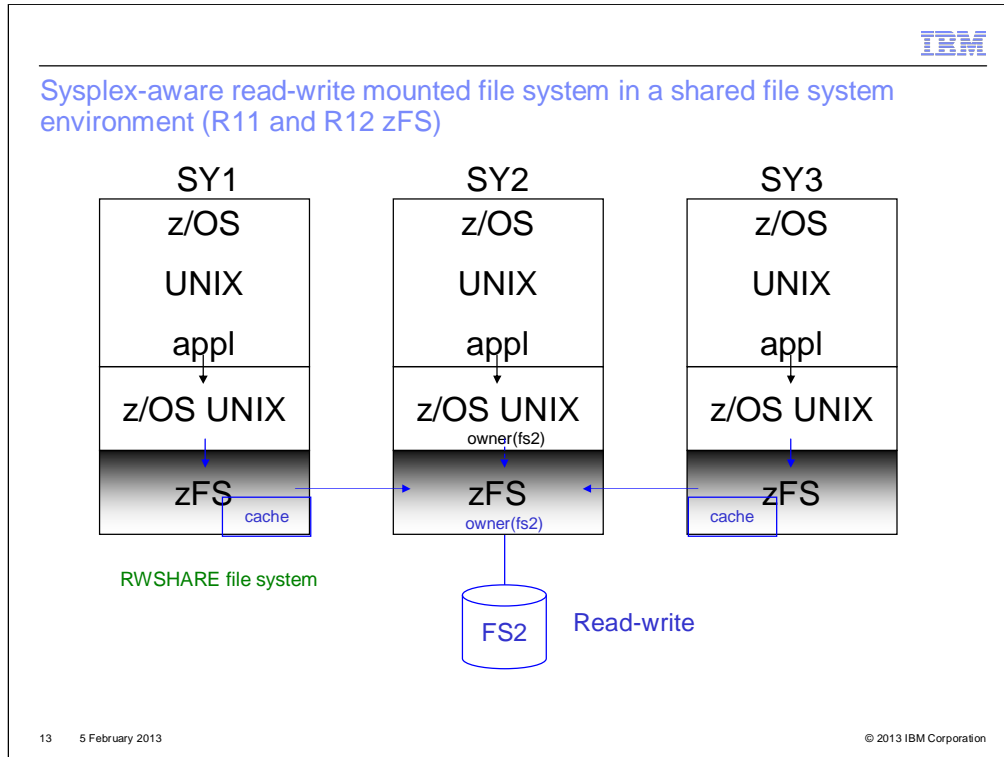 IBM
Sysplex-aware read-write mounted file system in a shared file system
environment (R11 and R12 zFS)
SY1 SY2 SY3
z/OS z/OS z/OS
UNIX UNIX UNIX
appl appl appl
z/OS UNIX z/OS UNIX z/OS UNIX
owner(fs2)
zFS zFS zFS
cache owner(fs2) cache
RWSHARE file system
FS2 Read-write
13 5 February 2013 © 2013 IBM Corporation